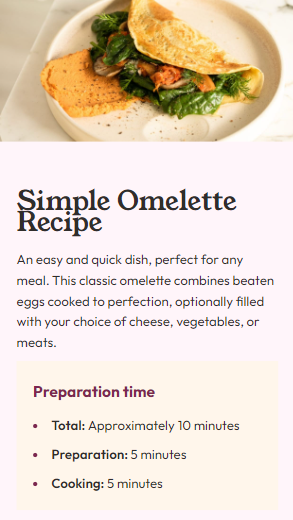 Simple Omelette
Recipe
An easy and quick dish, perfect for any
meal. This classic omelette combines beaten
eggs cooked to perfection, optionally filled
with your choice of cheese, vegetables, or
meats.
Preparation time
• Total: Approximately 10 minutes
• Preparation: 5 minutes
• Cooking: 5 minutes